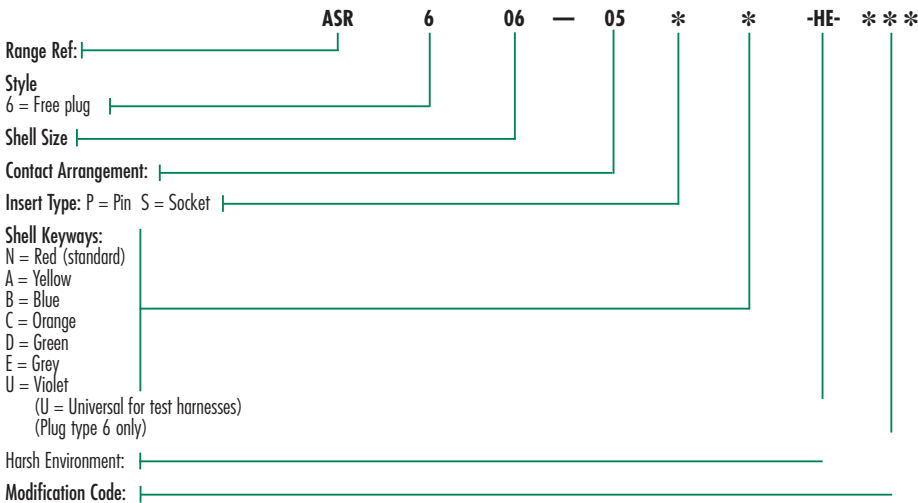 ASR 6 06 — 05 * * -HE- * * *
Range Ref:
Style
6 = Free plug
Shell Size
Contact Arrangement:
Insert Type: P = Pin S = Socket
Shell Keyways:
N = Red (standard)
A = Yellow
B = Blue
C = Orange
D = Green
E = Grey
U = Violet
(U = Universal for test harnesses)
(Plug type 6 only)
Harsh Environment:
Modification Code: